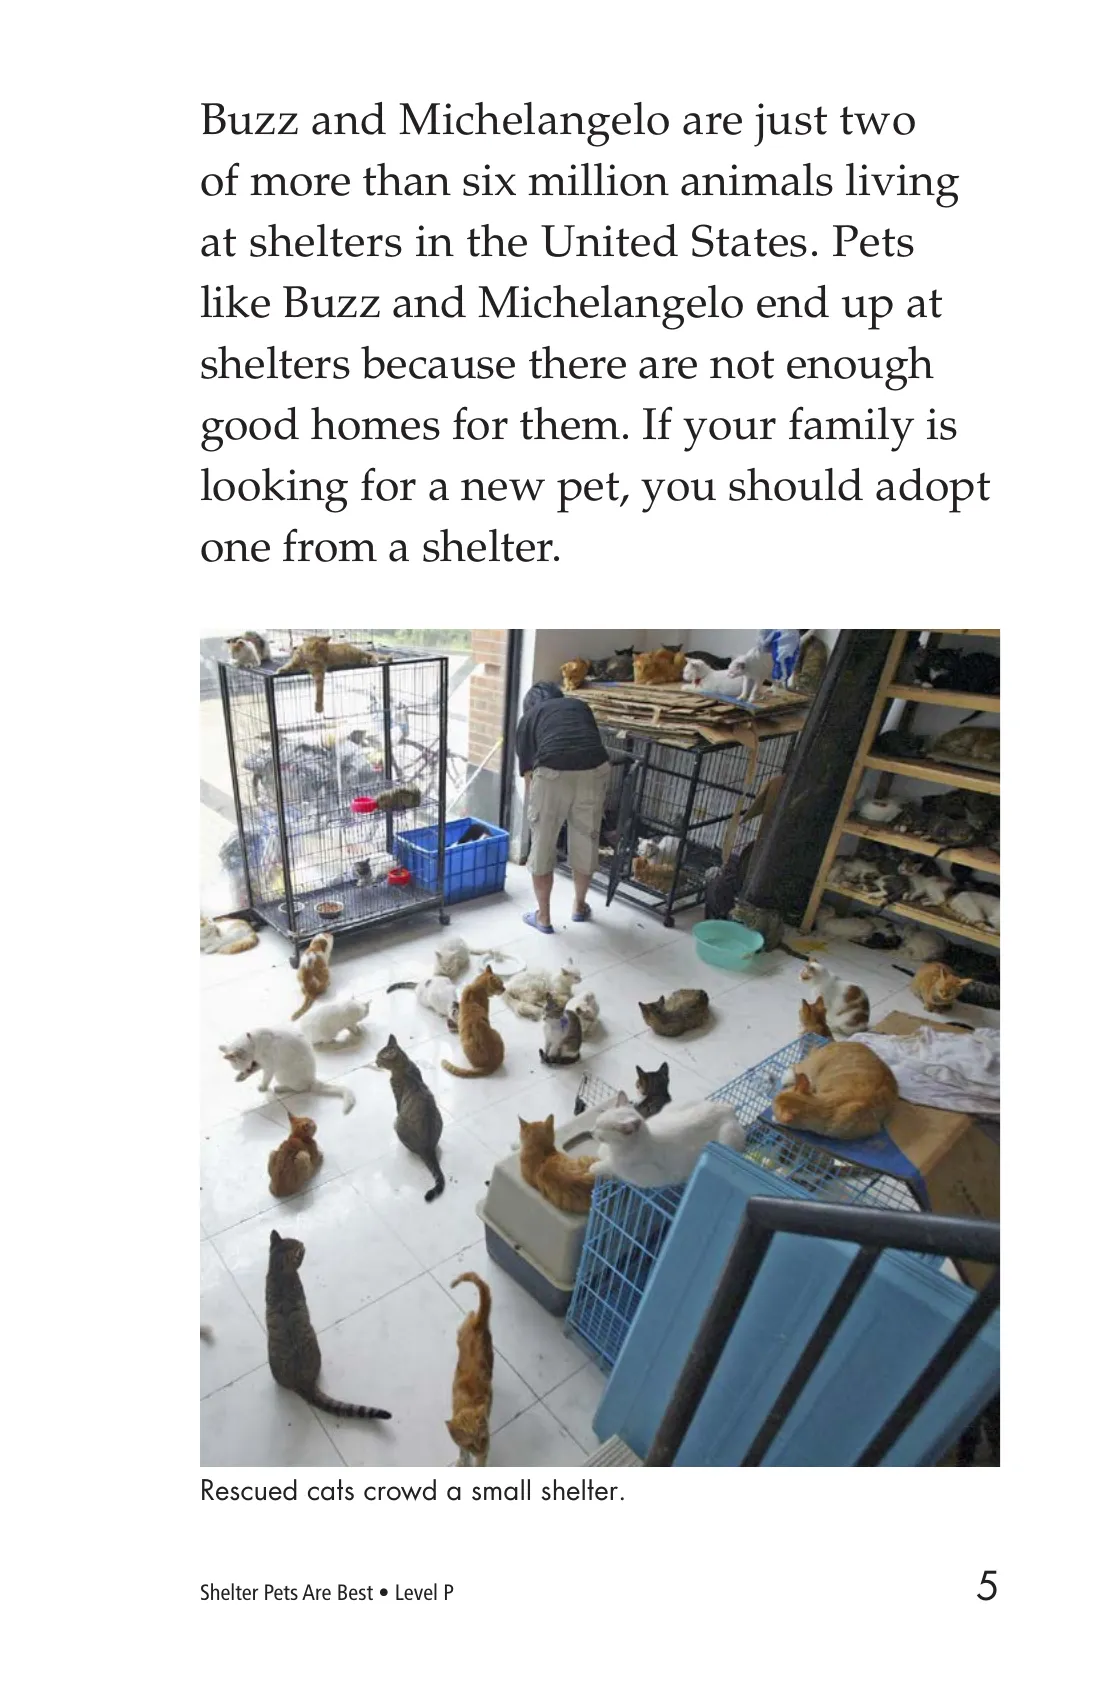 Buzz and Michelangelo are just two
of more than six million animals living
at shelters in the United States. Pets
like Buzz and Michelangelo end up at
shelters because there are not enough
good homes for them. If your family is
looking for a new pet, you should adopt
one from a shelter.
Rescued cats crowd a small shelter.
Shelter Pets Are Best • Level P
5